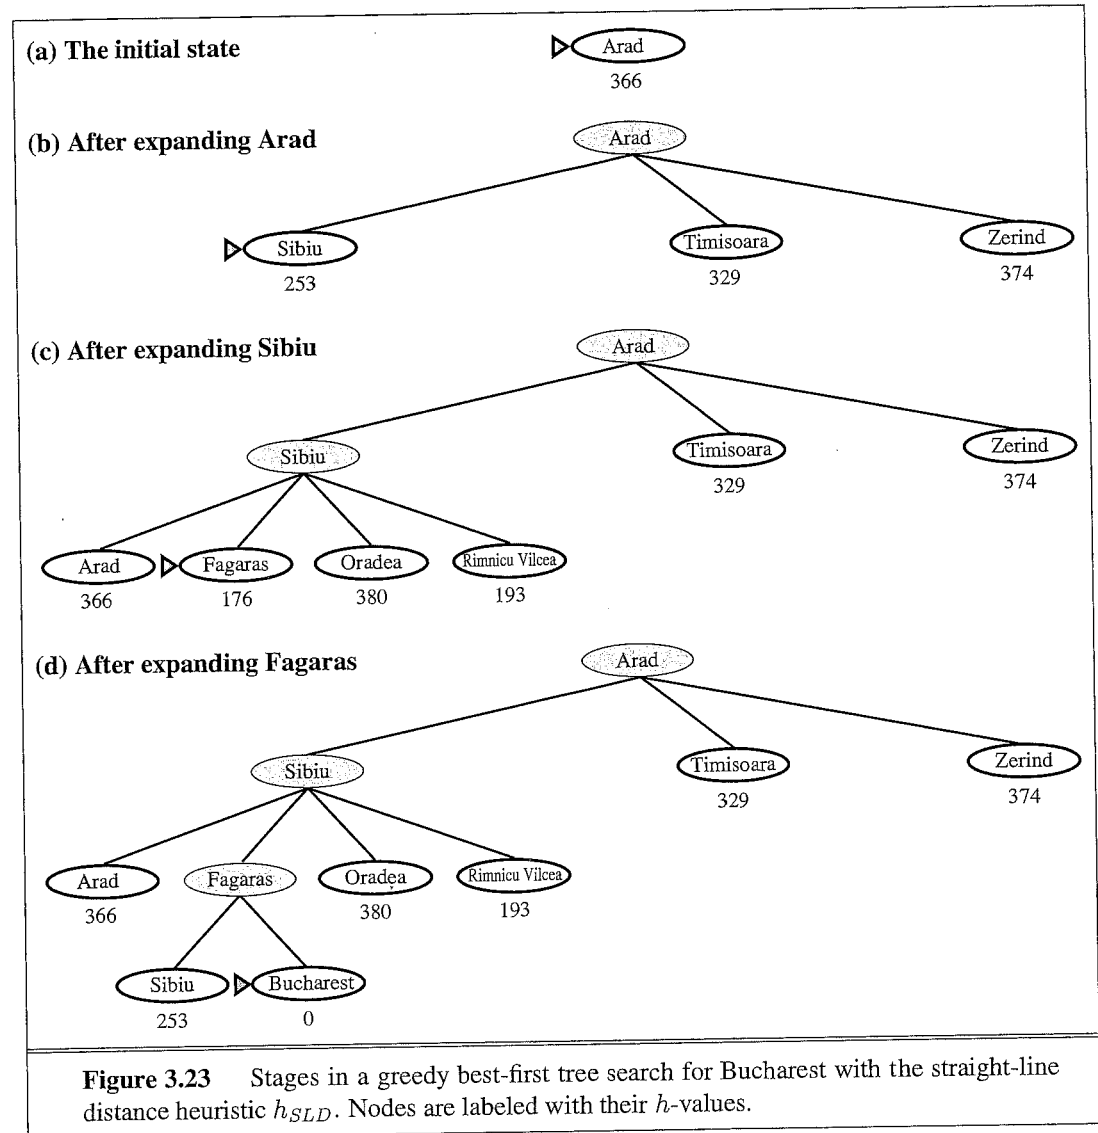 (a) The initial state
Arad
366
(b) After expanding Arad
Arad
Sibiu
Timisoara
Zerind
253
329
374
(c) After expanding Sibiu
Arad
Sibiu
Timisoara
Zerind
329
374
Arad
Fagaras
Oradea
Rimnicu Vilcea
366
176
380
193
(d) After expanding Fagaras
Arad
Sibiu
Timisoara
Zerind
329
374
Arad
Fagaras
Oradea
Rimnicu Vilcea
366
380
193
Sibiu
Bucharest
253
0
Figure 3.23 Stages in a greedy best-first tree search for Bucharest with the straight-line
distance heuristic hSLD. Nodes are labeled with their h-values.